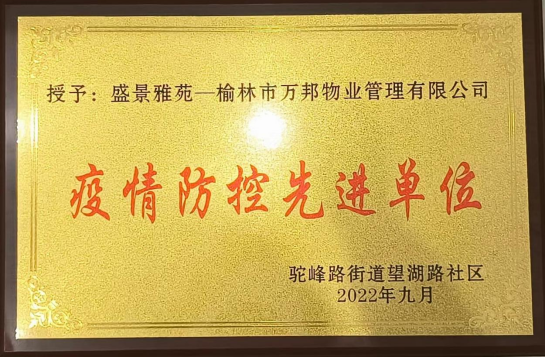 授予：盛景雅苑—榆林市万邦物业管理有限公司
疫情防控先进单位
驼峰路街道望湖路社区
2022年九月